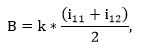 B = k * (i₁₁ + i₁₂) / 2,